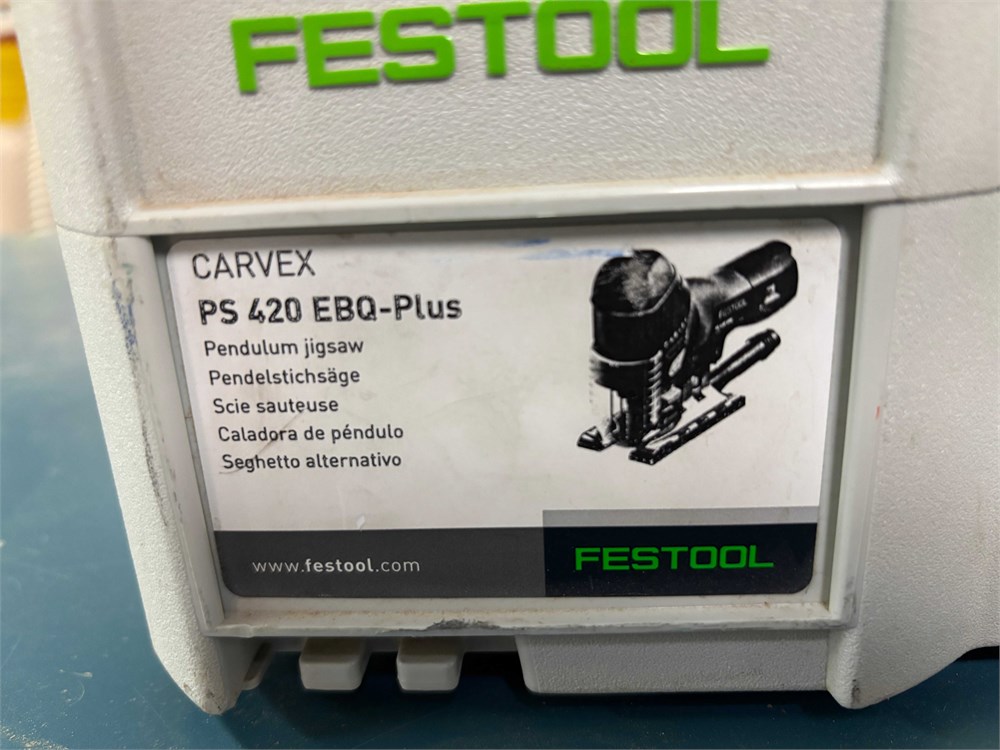 FESTOOL
CARVEX
PS 420 EBQ-Plus
Pendulum jigsaw
Pendelstichsäge
Scie sauteuse
Caladora de péndulo
Seghetto alternativo
FESTOOL
www.festool.com
FESTOOL